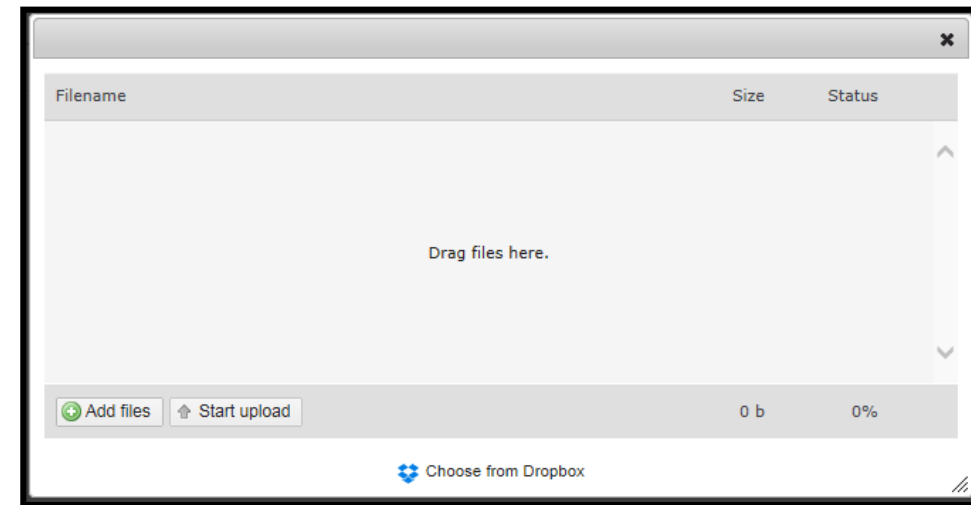 Filename Size Status
Drag files here.
Add files Start upload 0 b 0%
Choose from Dropbox